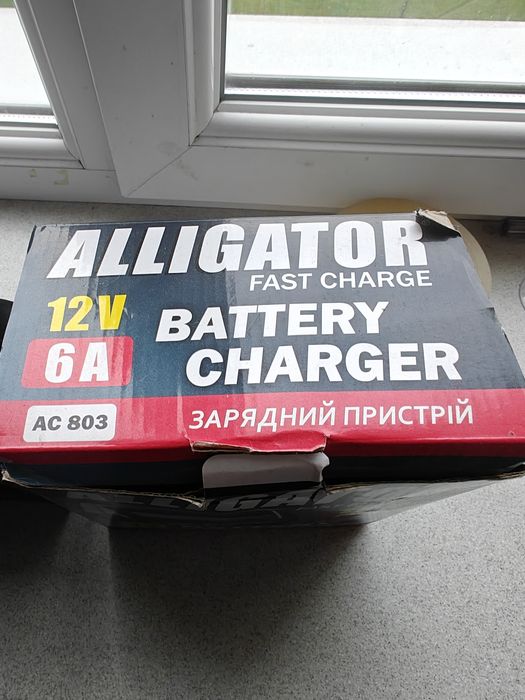 ALLIGATOR
FAST CHARGE
12V
BATTERY
6A
CHARGER
AC 803
ЗАРЯДНИЙ ПРИСТРІЙ